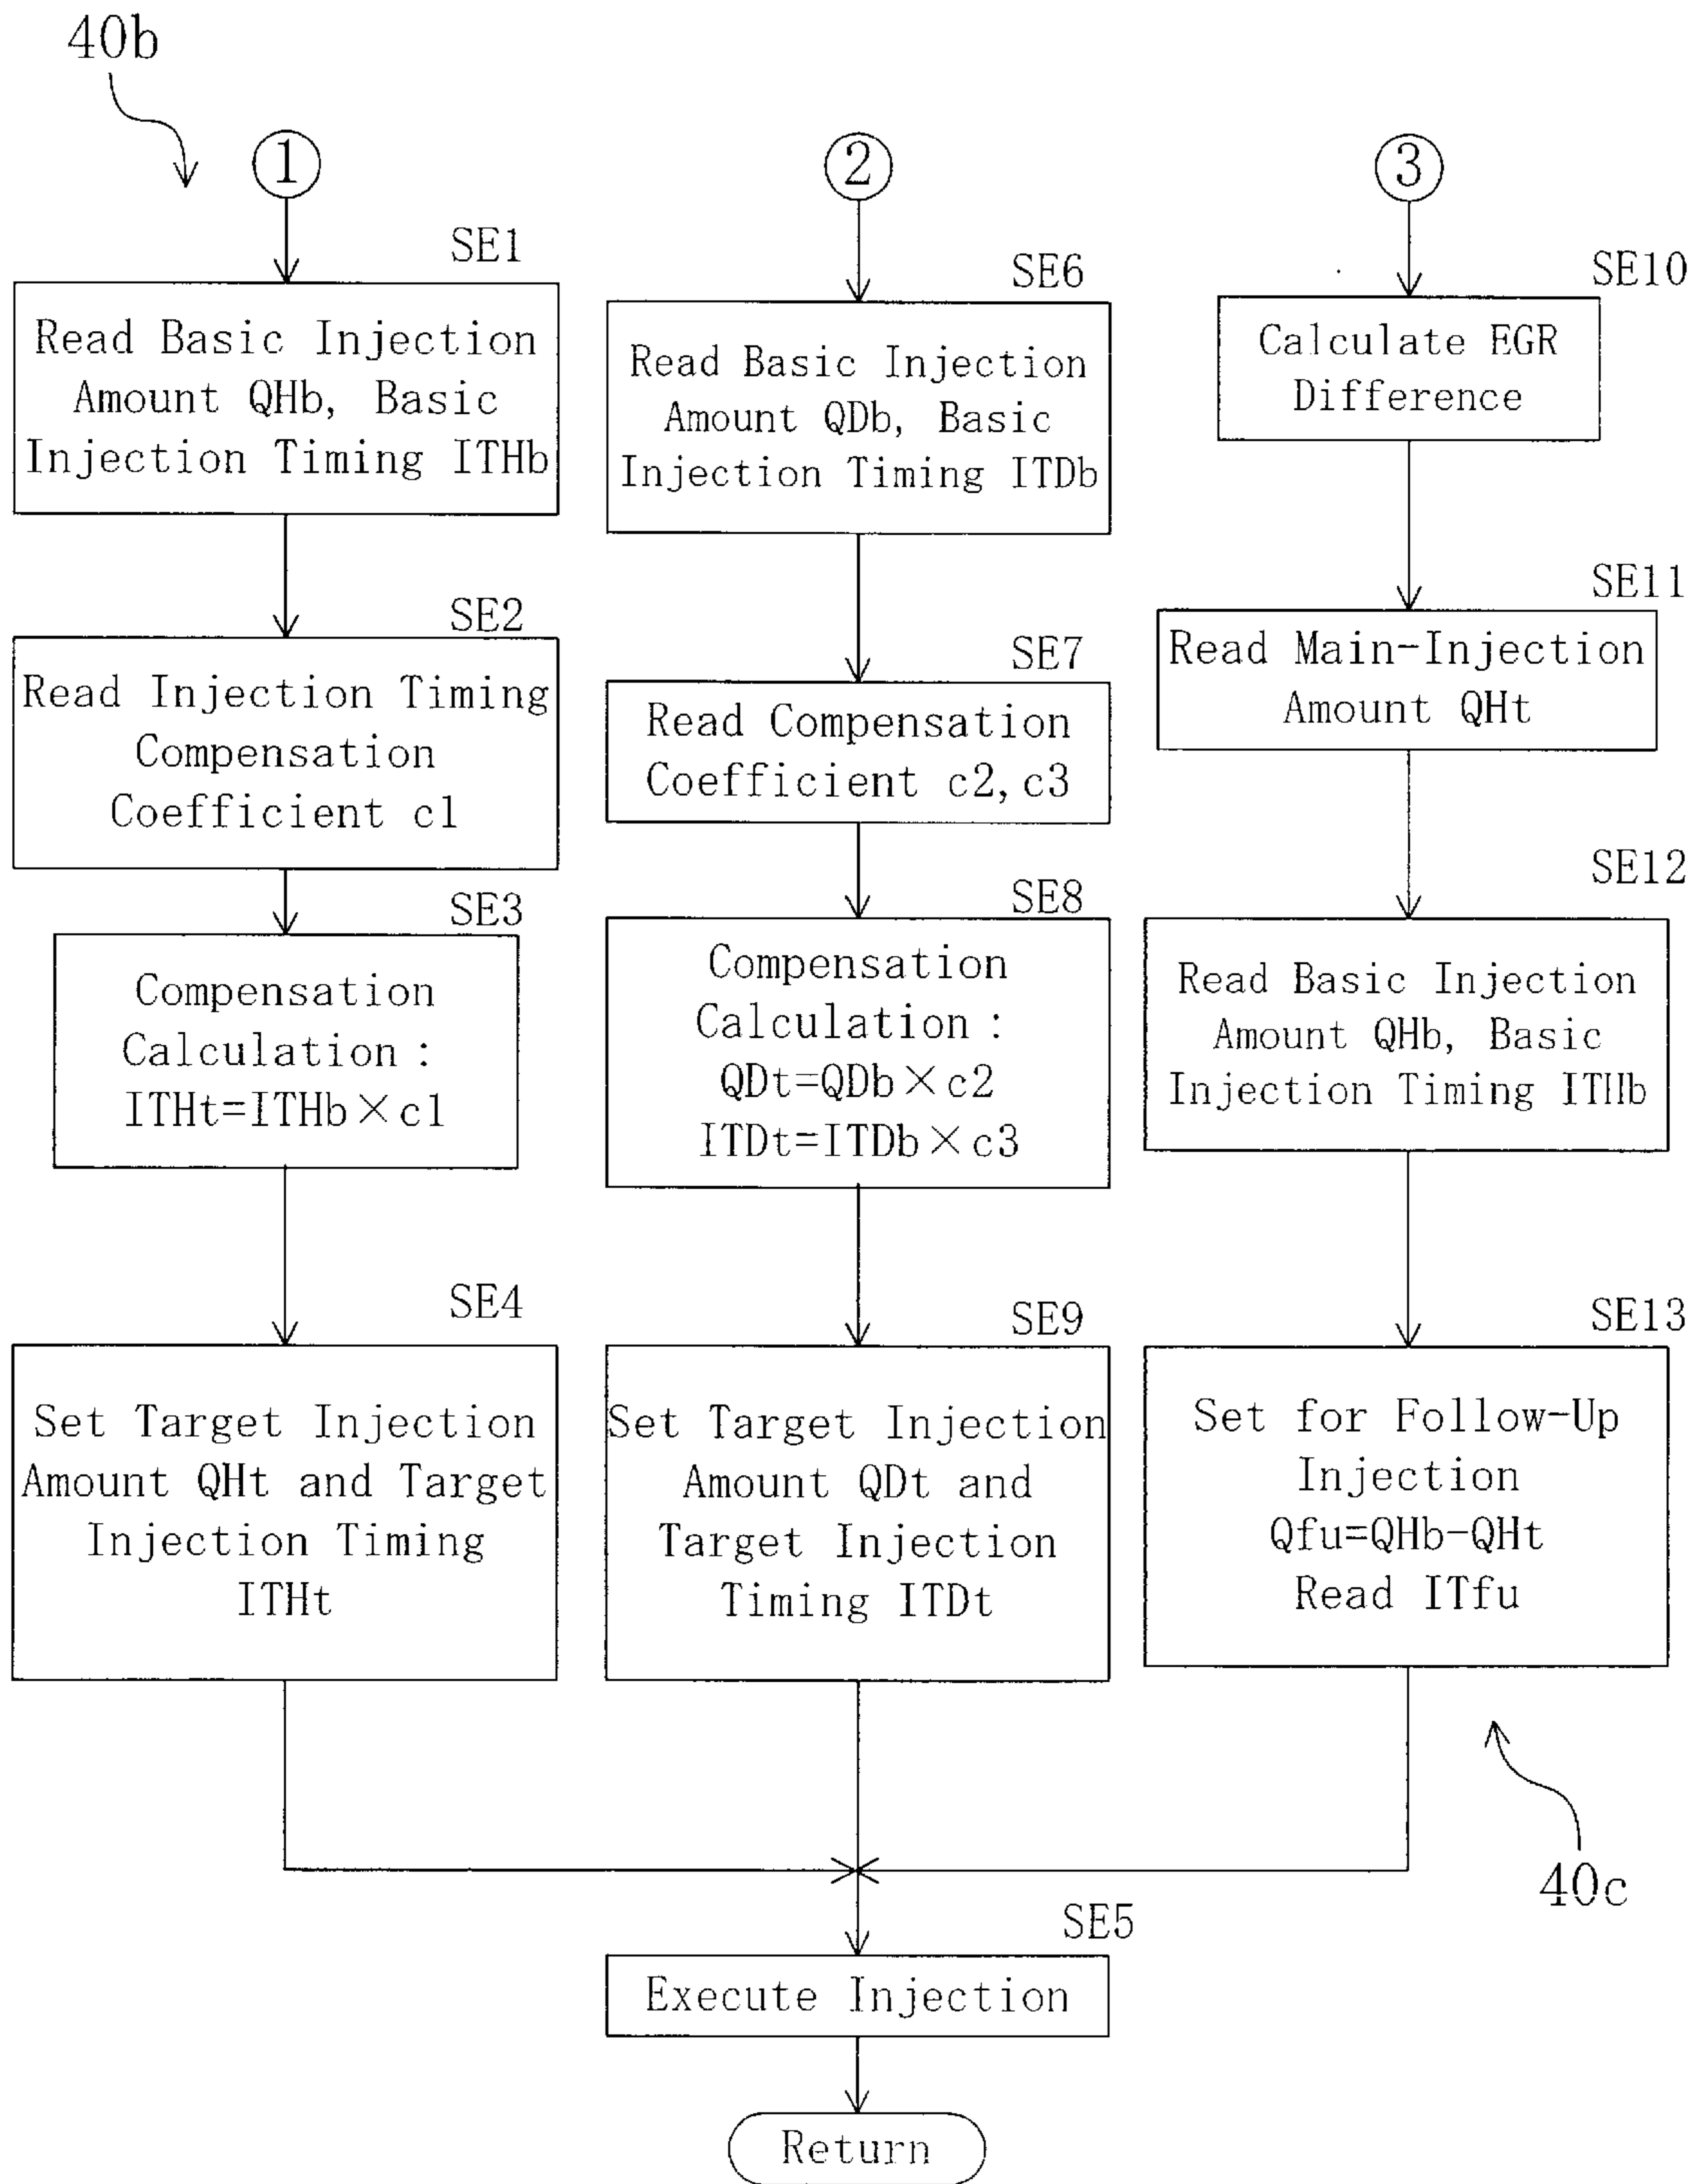 40b
①
SE1
Read Basic Injection
Amount QHb, Basic
Injection Timing ITHb
SE2
Read Injection Timing
Compensation
Coefficient c1
SE3
Compensation
Calculation :
ITHt=ITHb×c1
SE4
Set Target Injection
Amount QHt and Target
Injection Timing
ITHt
②
SE6
Read Basic Injection
Amount QDb, Basic
Injection Timing ITDb
SE7
Read Compensation
Coefficient c2,c3
SE8
Compensation
Calculation :
QDt=QDb×c2
ITDt=ITDb×c3
SE9
Set Target Injection
Amount QDt and
Target Injection
Timing ITDt
③
SE10
Calculate EGR
Difference
SE11
Read Main-Injection
Amount QHt
SE12
Read Basic Injection
Amount QHb, Basic
Injection Timing ITHb
SE13
Set for Follow-Up
Injection
Qfu=QHb-QHt
Read ITfu
40c
SE5
Execute Injection
Return